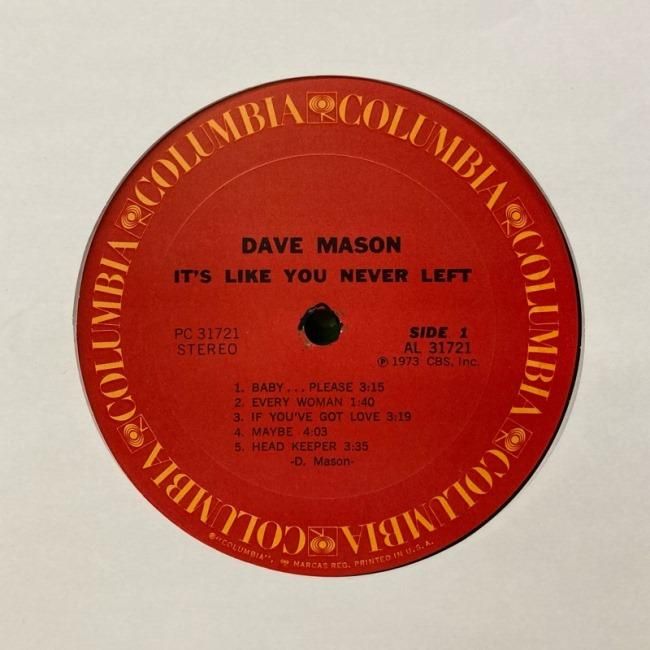 COLUMBIA COLUMBIA COLUMBIA COLUMBIA COLUMBIA COLUMBIA COLUMBIA
DAVE MASON
IT'S LIKE YOU NEVER LEFT
PC 31721
STEREO
SIDE 1
AL 31721
Ⓟ 1973 CBS, Inc.
1. BABY... PLEASE 3:15
2. EVERY WOMAN 1:40
3. IF YOU'VE GOT LOVE 3:19
4. MAYBE 4:03
5. HEAD KEEPER 3:35
-D. Mason-
®"COLUMBIA", MARCAS REG. PRINTED IN U.S.A.